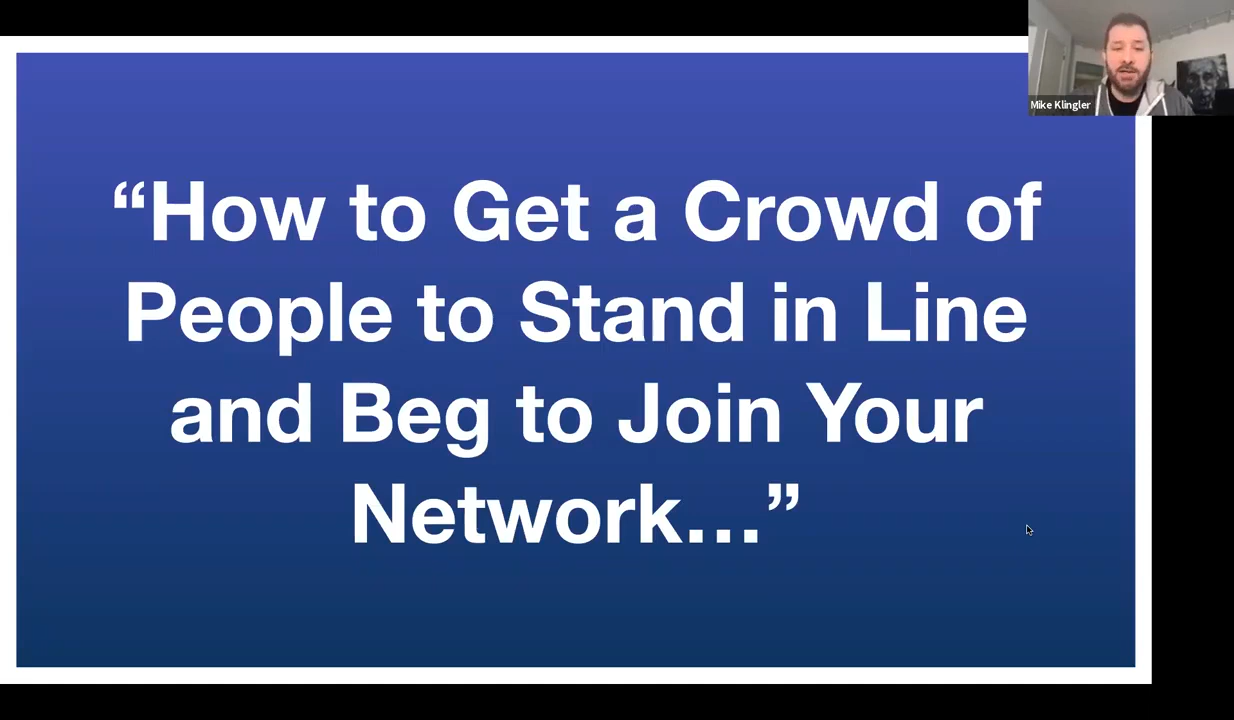 Mike Klingler
“How to Get a Crowd of
People to Stand in Line
and Beg to Join Your
Network...”